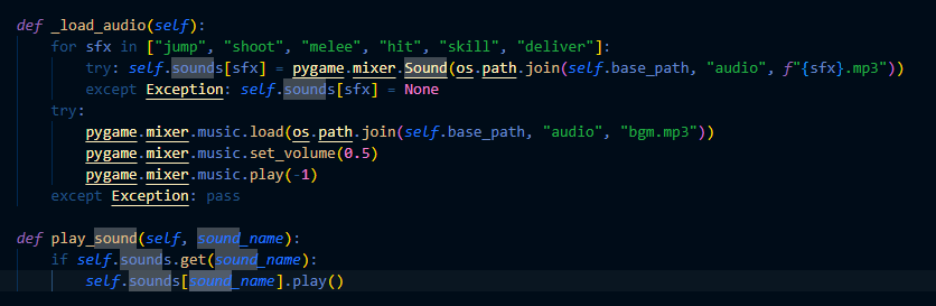 def _load_audio(self):
    for sfx in ["jump", "shoot", "melee", "hit", "skill", "deliver"]:
        try: self.sounds[sfx] = pygame.mixer.Sound(os.path.join(self.base_path, "audio", f"{sfx}.mp3"))
        except Exception: self.sounds[sfx] = None
    try:
        pygame.mixer.music.load(os.path.join(self.base_path, "audio", "bgm.mp3"))
        pygame.mixer.music.set_volume(0.5)
        pygame.mixer.music.play(-1)
    except Exception: pass

def play_sound(self, sound_name):
    if self.sounds.get(sound_name):
        self.sounds[sound_name].play()